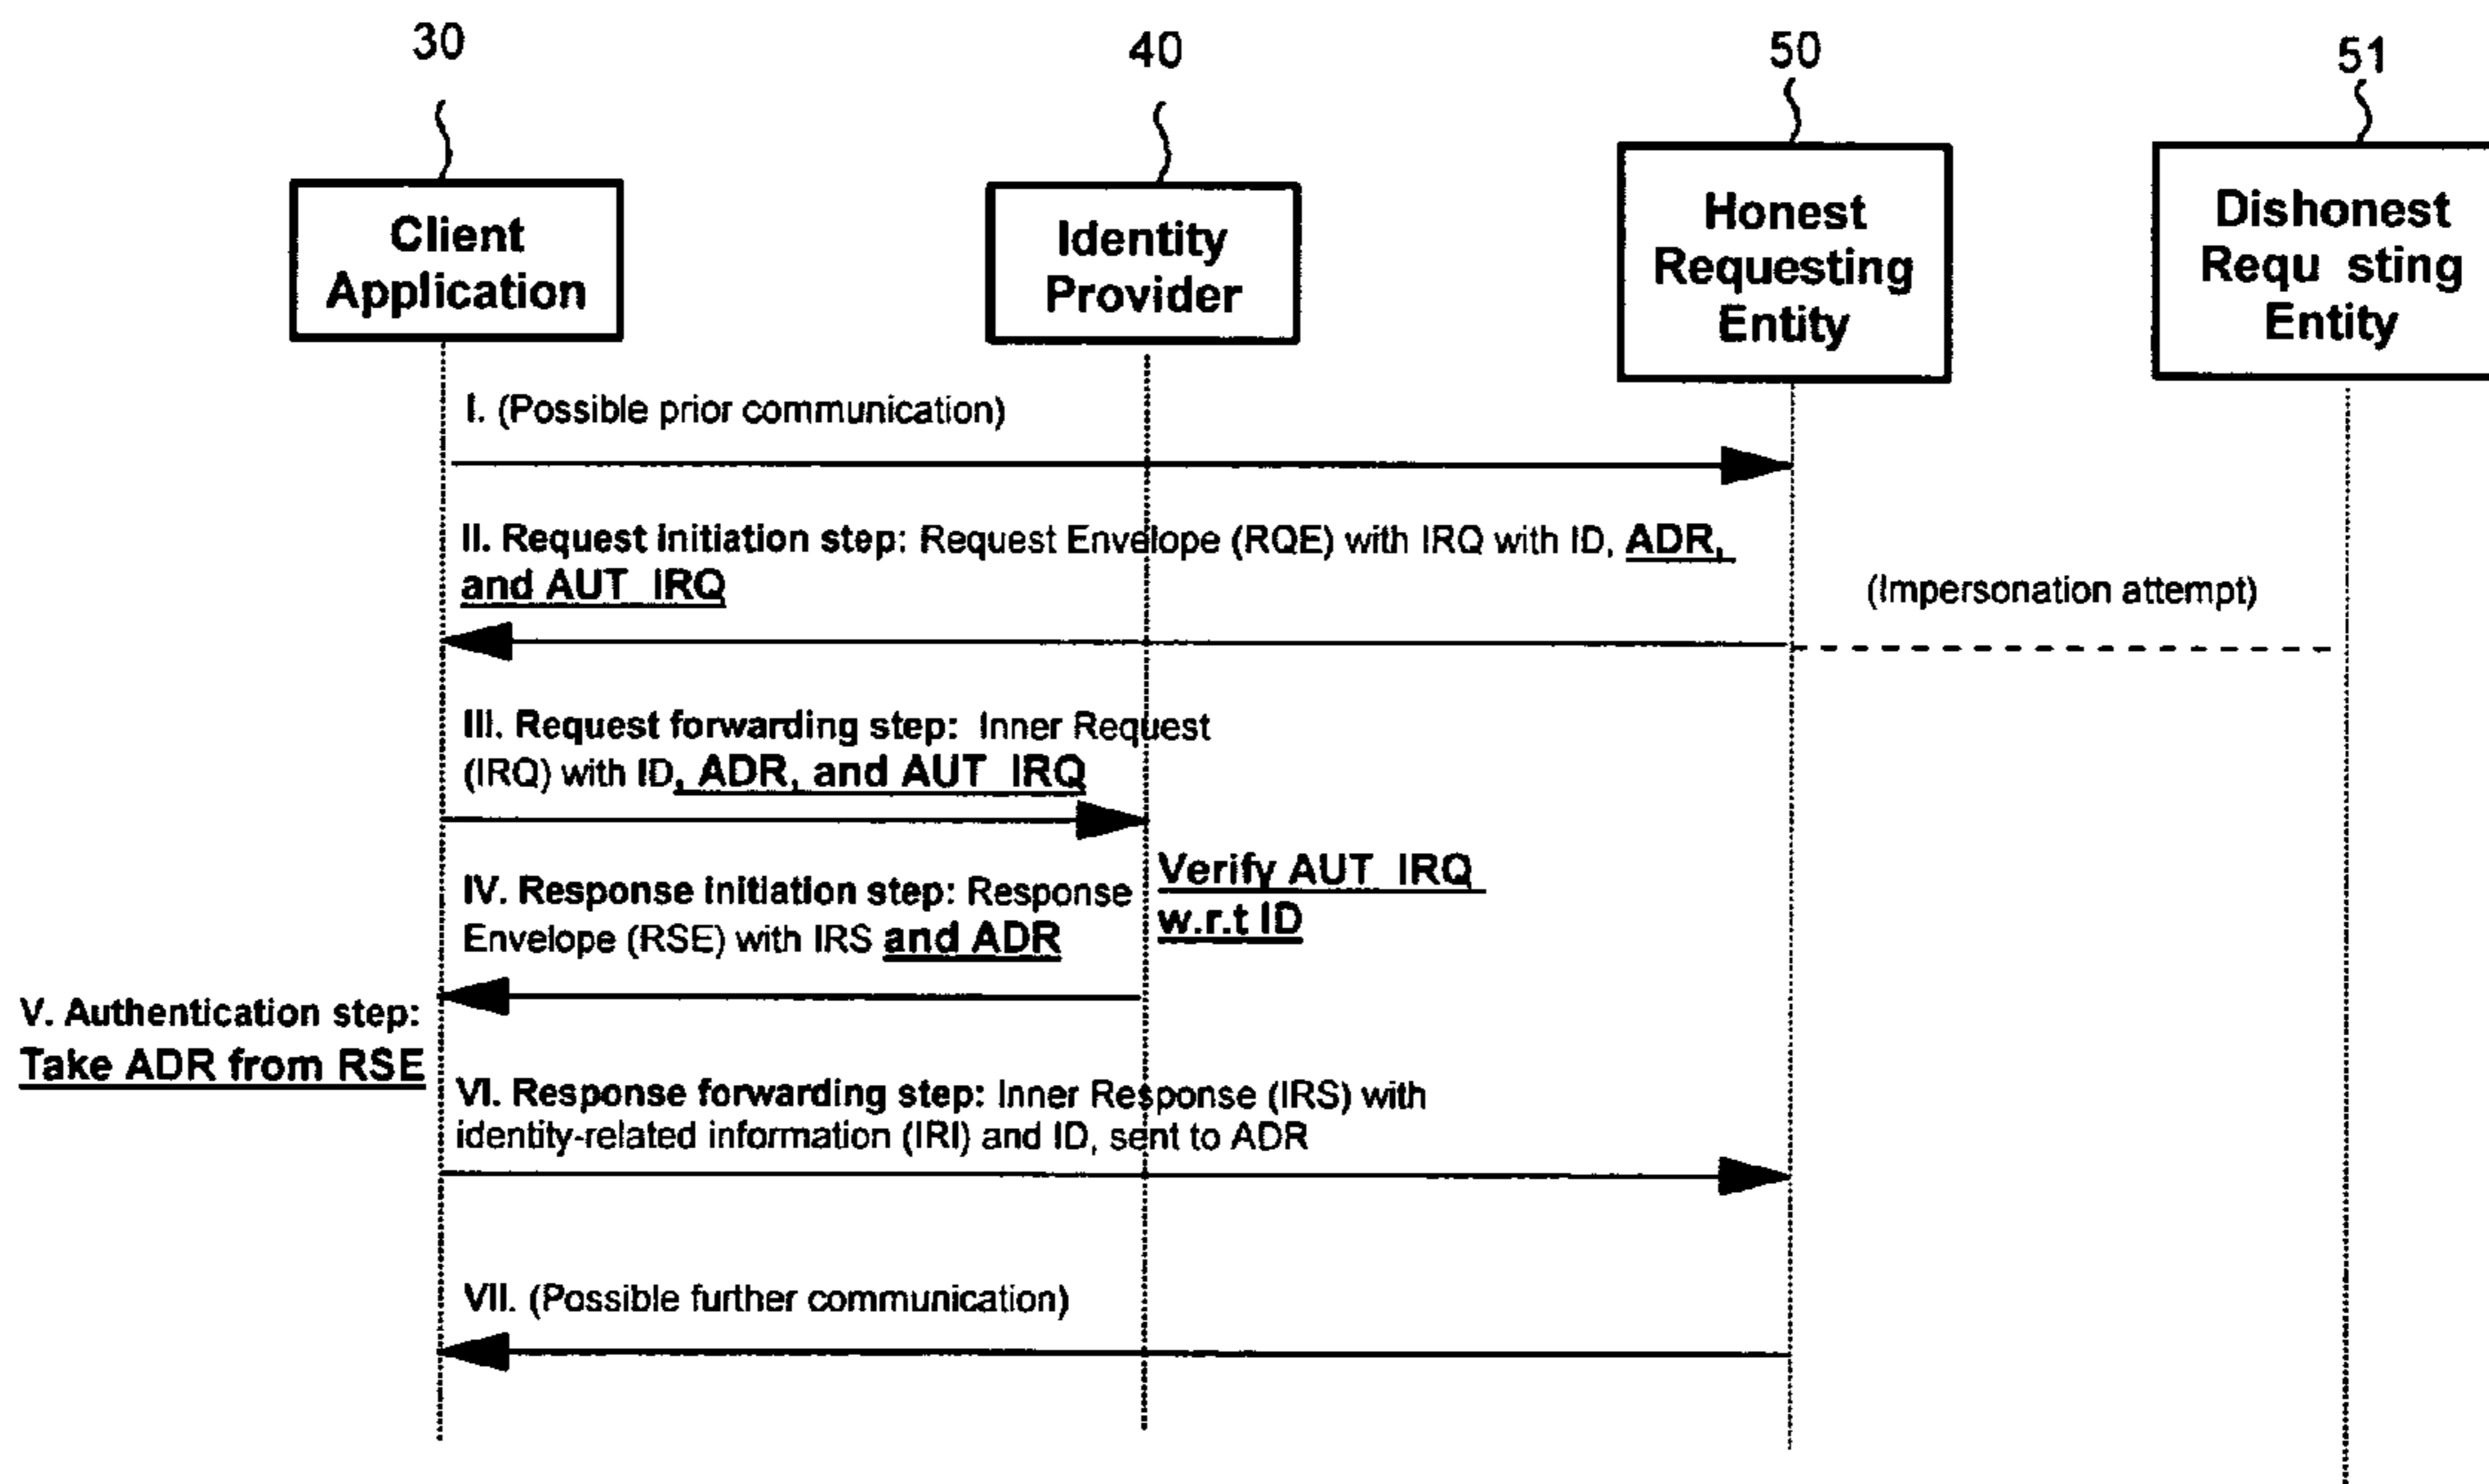 30
40
50
51
Client
Application
Identity
Provider
Honest
Requesting
Entity
Dishonest
Requ sting
Entity
I. (Possible prior communication)
II. Request initiation step: Request Envelope (RQE) with IRQ with ID, ADR,
and AUT_IRQ
(Impersonation attempt)
III. Request forwarding step: Inner Request
(IRQ) with ID, ADR, and AUT_IRQ
Verify AUT_IRQ
w.r.t ID
IV. Response initiation step: Response
Envelope (RSE) with IRS and ADR
V. Authentication step:
Take ADR from RSE
VI. Response forwarding step: Inner Response (IRS) with
identity-related information (IRI) and ID, sent to ADR
VII. (Possible further communication)